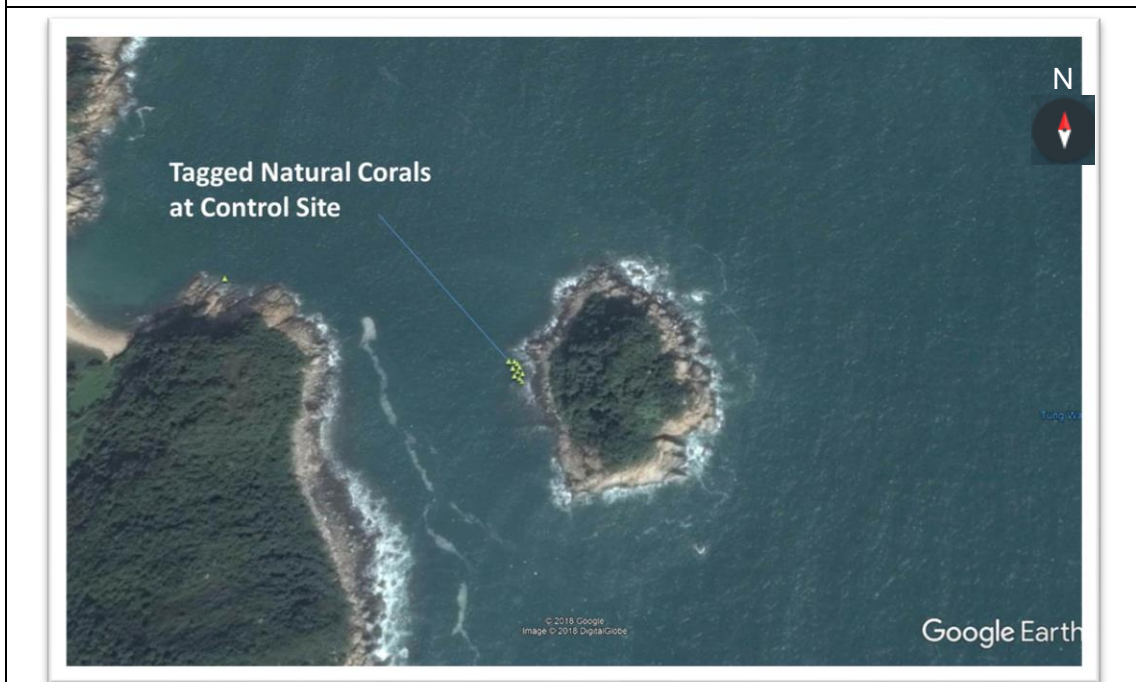 N
Tagged Natural Corals
at Control Site
© 2018 Google
Image © 2018 DigitalGlobe
Google Earth